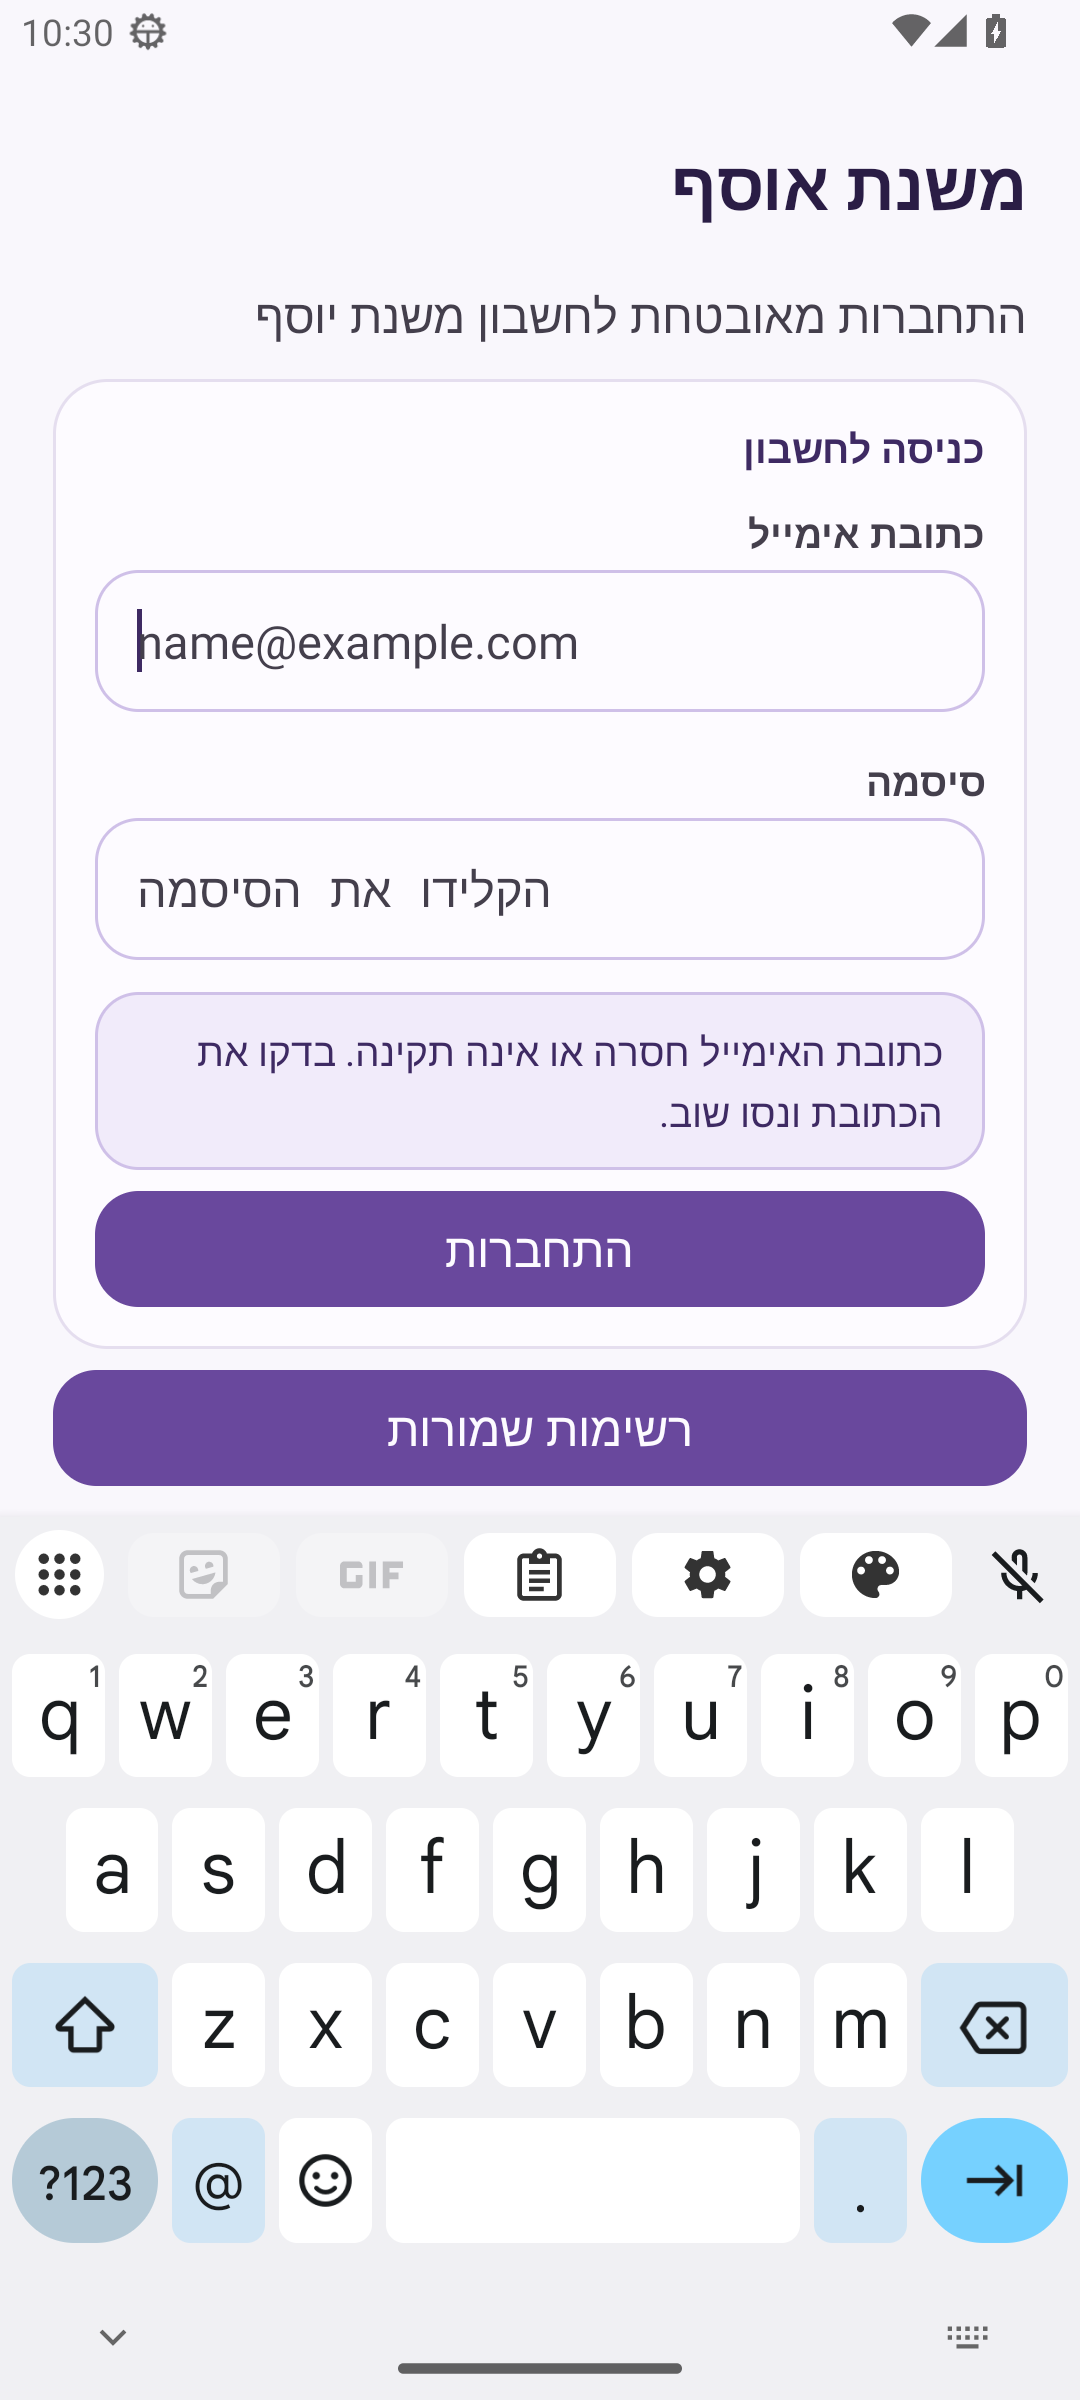 10:30
משנת אוסף
התחברות מאובטחת לחשבון משנת יוסף
כניסה לחשבון
כתובת אימייל
name@example.com
סיסמה
הקלידו את הסיסמה
כתובת האימייל חסרה או אינה תקינה. בדקו את
הכתובת ונסו שוב.
התחברות
רשימות שמורות
GIF
q 1 w 2 e 3 r 4 t 5 y 6 u 7 i 8 o 9 p 0
a s d f g h j k l
z x c v b n m
?123 @ .